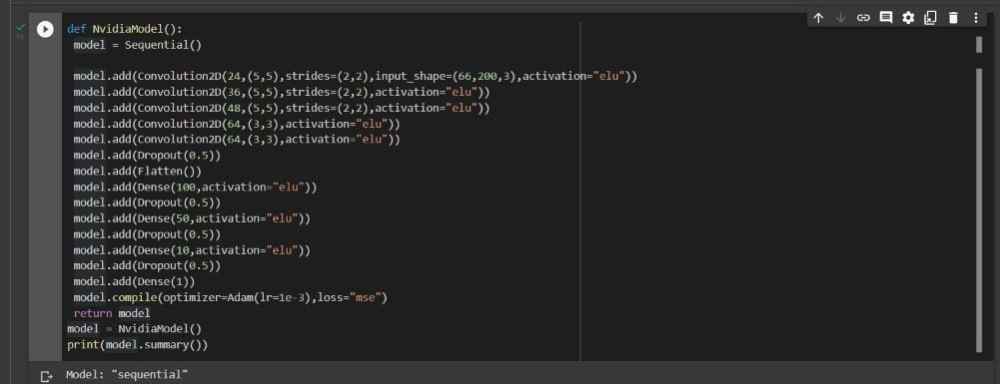 def NvidiaModel():
 model = Sequential()

 model.add(Convolution2D(24,(5,5),strides=(2,2),input_shape=(66,200,3),activation="elu"))
 model.add(Convolution2D(36,(5,5),strides=(2,2),activation="elu"))
 model.add(Convolution2D(48,(5,5),strides=(2,2),activation="elu"))
 model.add(Convolution2D(64,(3,3),activation="elu"))
 model.add(Convolution2D(64,(3,3),activation="elu"))
 model.add(Dropout(0.5))
 model.add(Flatten())
 model.add(Dense(100,activation="elu"))
 model.add(Dropout(0.5))
 model.add(Dense(50,activation="elu"))
 model.add(Dropout(0.5))
 model.add(Dense(10,activation="elu"))
 model.add(Dropout(0.5))
 model.add(Dense(1))
 model.compile(optimizer=Adam(lr=1e-3),loss="mse")
 return model
model = NvidiaModel()
print(model.summary())
Model: "sequential"